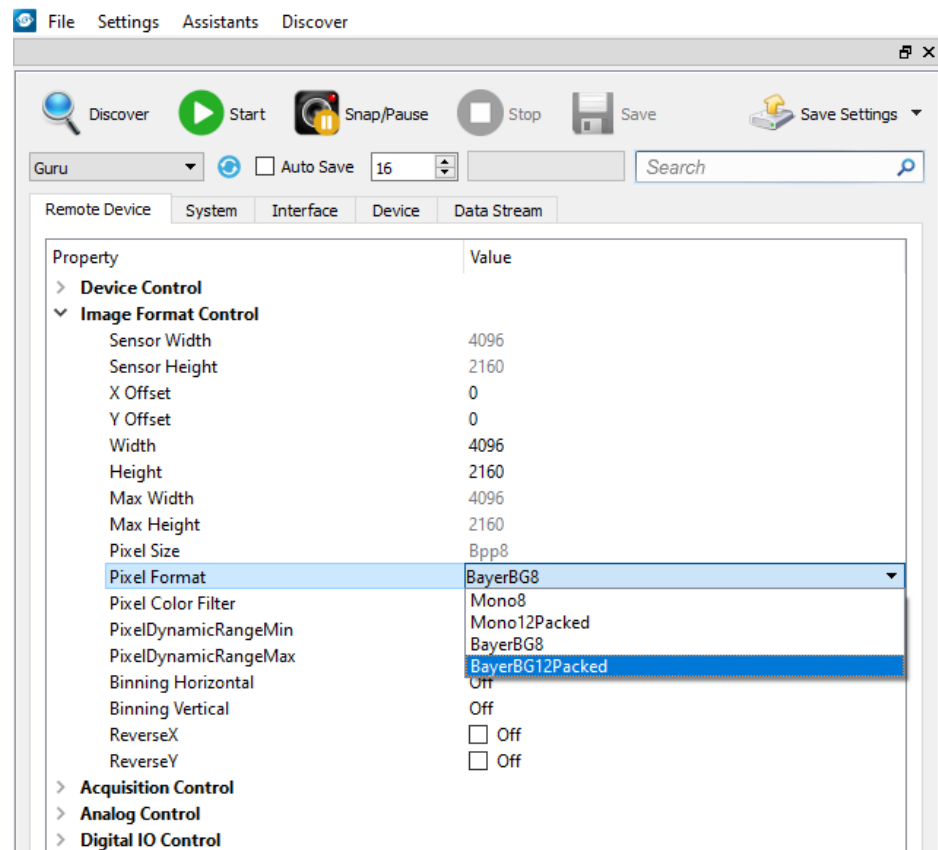 File Settings Assistants Discover
Discover Start Snap/Pause Stop Save Save Settings
Guru Auto Save 16 Search
Remote Device System Interface Device Data Stream
Property Value
Device Control
Image Format Control
Sensor Width 4096
Sensor Height 2160
X Offset 0
Y Offset 0
Width 4096
Height 2160
Max Width 4096
Max Height 2160
Pixel Size Bpp8
Pixel Format BayerBG8
Pixel Color Filter Mono8
PixelDynamicRangeMin Mono12Packed
PixelDynamicRangeMax BayerBG8
BayerBG12Packed
Binning Horizontal Off
Binning Vertical Off
ReverseX Off
ReverseY Off
Acquisition Control
Analog Control
Digital IO Control